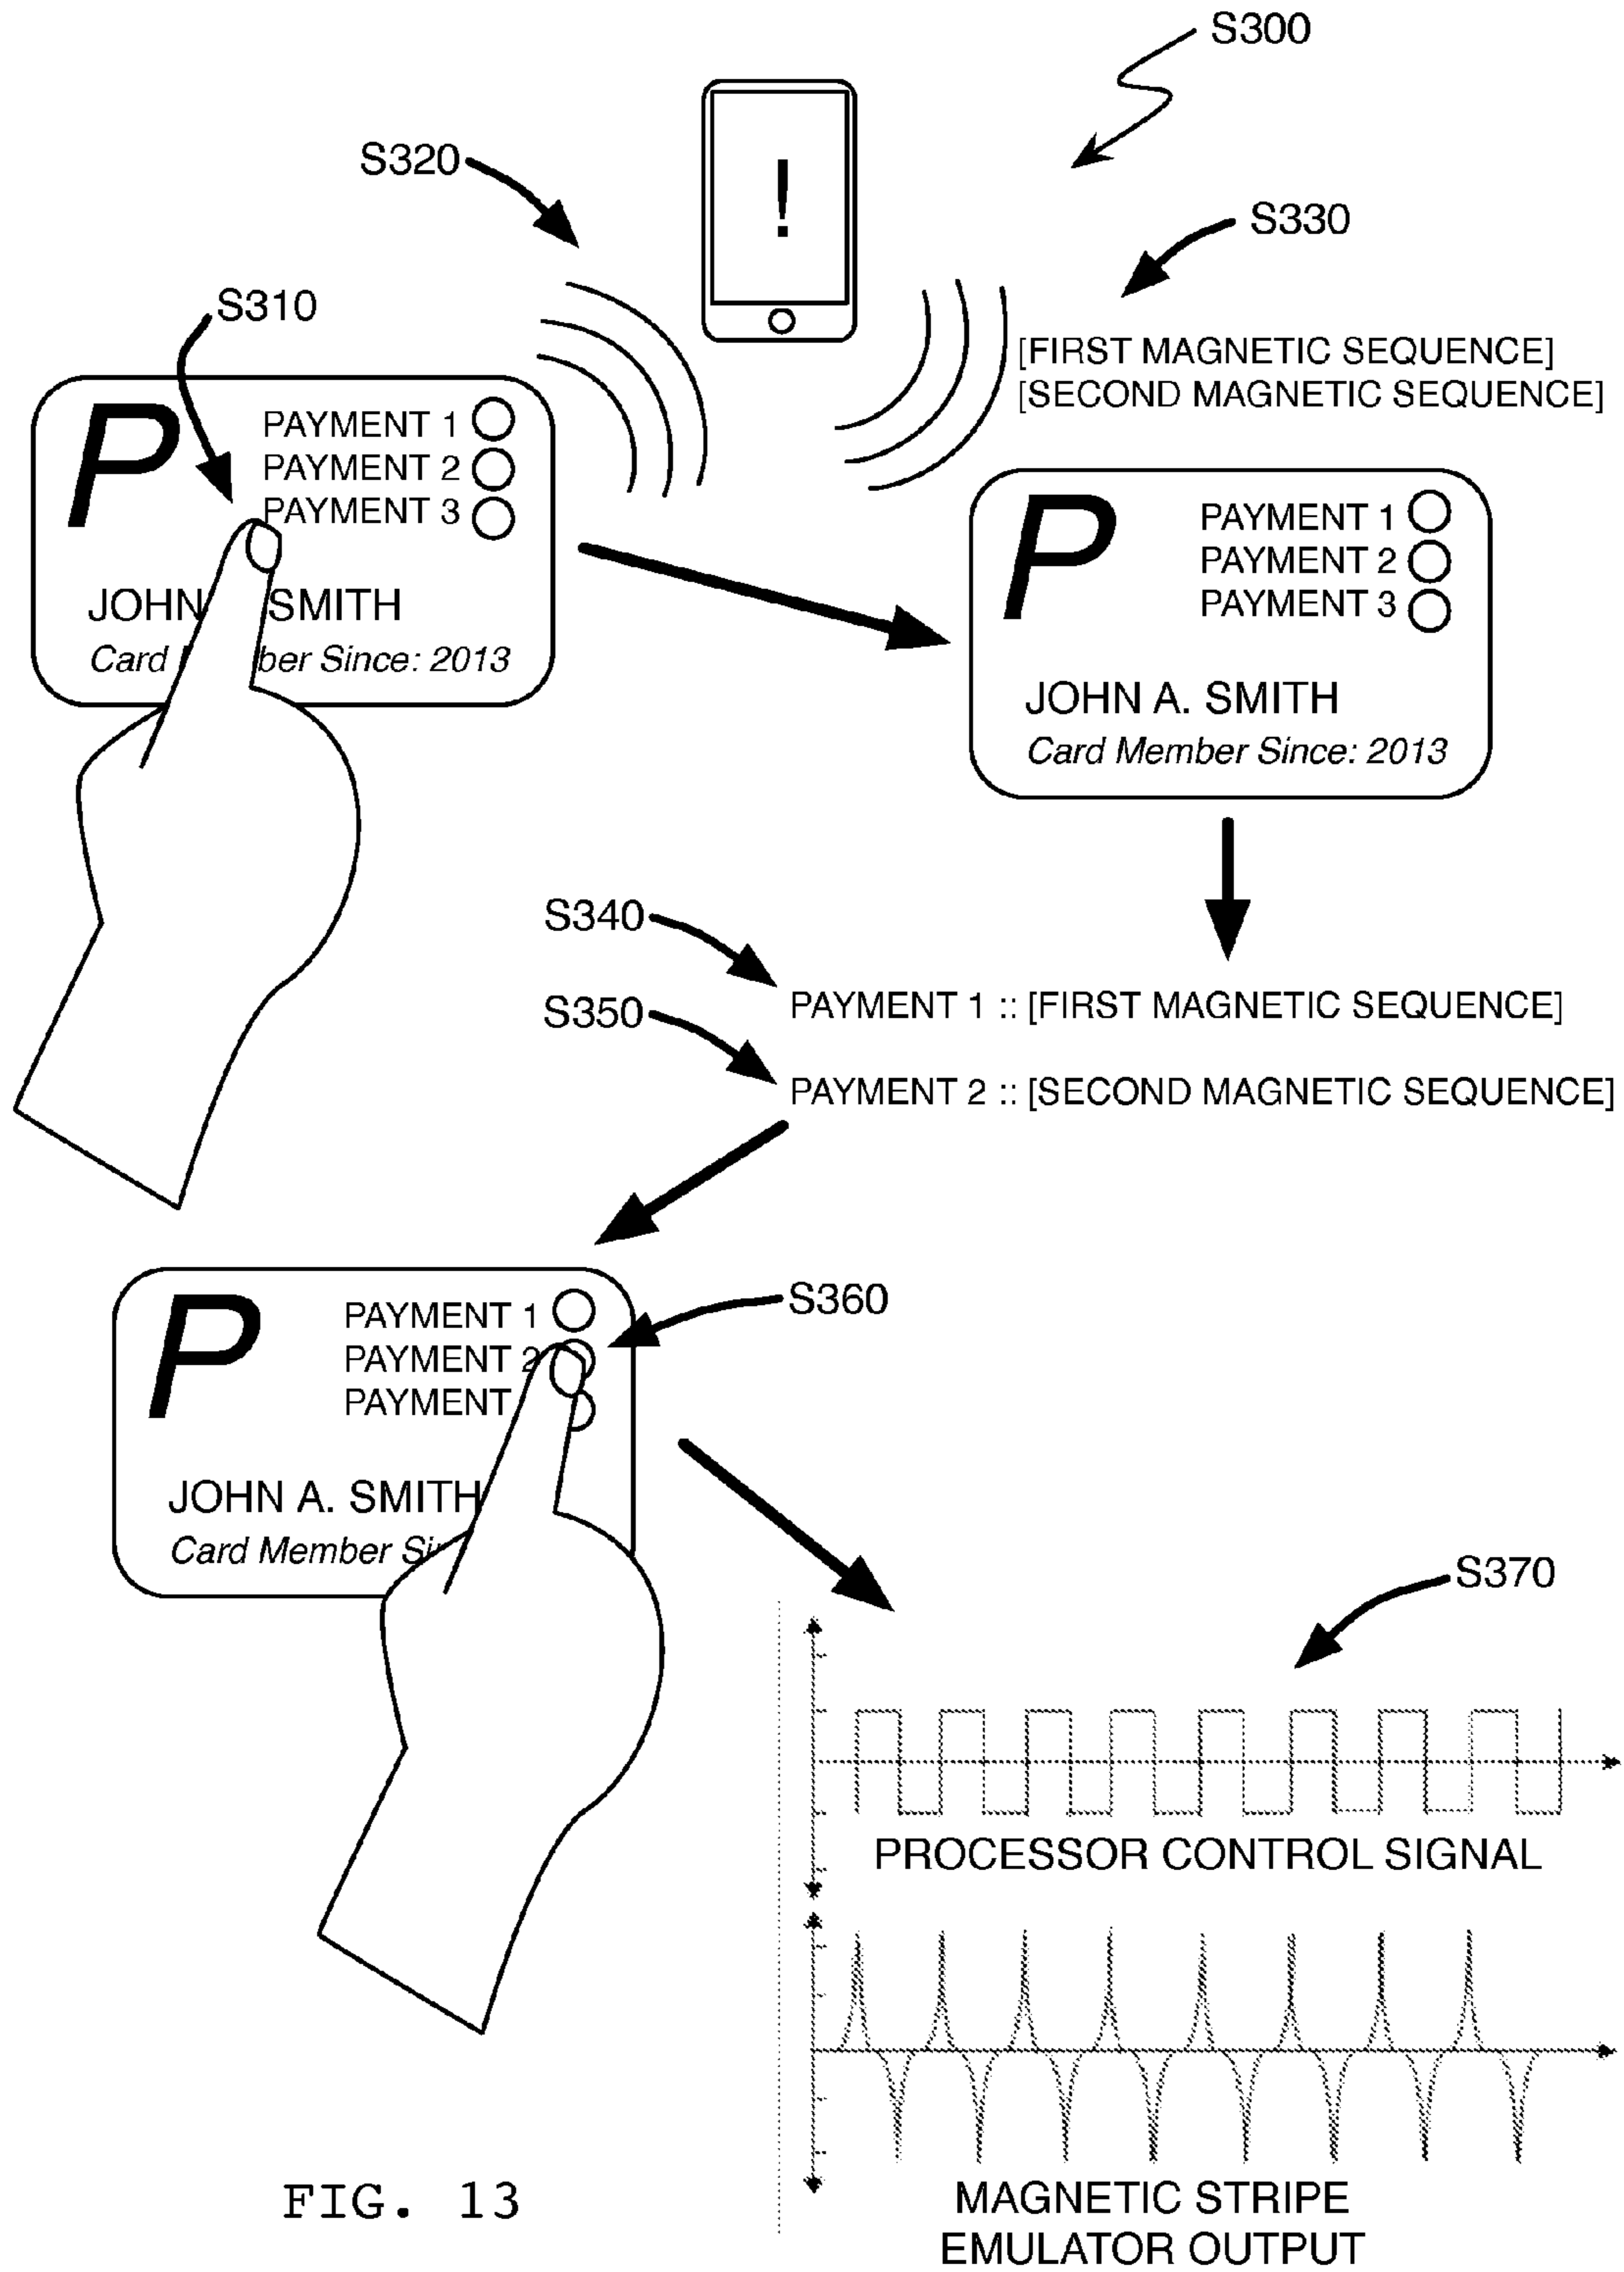 S300
S320
!
S330
S310
[FIRST MAGNETIC SEQUENCE]
[SECOND MAGNETIC SEQUENCE]
P
PAYMENT 1
PAYMENT 2
PAYMENT 3
JOHN SMITH
Card ber Since: 2013
P
PAYMENT 1
PAYMENT 2
PAYMENT 3
JOHN A. SMITH
Card Member Since: 2013
S340
PAYMENT 1 :: [FIRST MAGNETIC SEQUENCE]
S350
PAYMENT 2 :: [SECOND MAGNETIC SEQUENCE]
P
PAYMENT 1
PAYMENT 2
PAYMENT
S360
JOHN A. SMITH
Card Member Si
S370
PROCESSOR CONTROL SIGNAL
MAGNETIC STRIPE
EMULATOR OUTPUT
FIG. 13